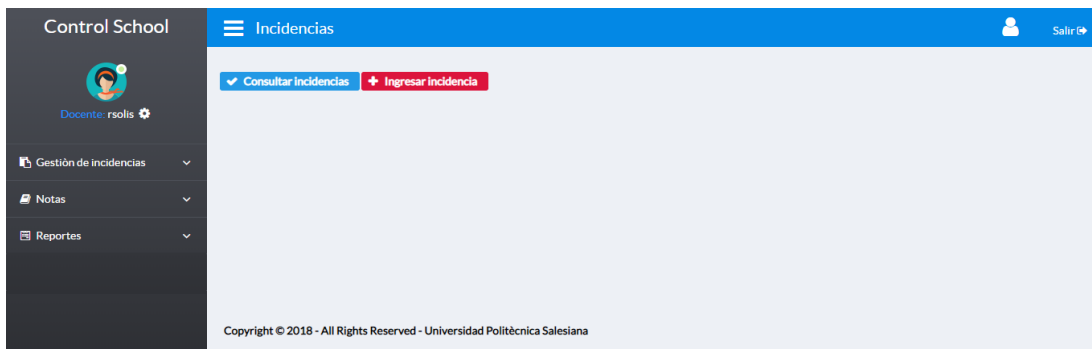 Control School
Incidencias
Salir
Docente: rsolis
Consultar incidencias
Ingresar incidencia
Gestiòn de incidencias
Notas
Reportes
Copyright © 2018 - All Rights Reserved - Universidad Politècnica Salesiana